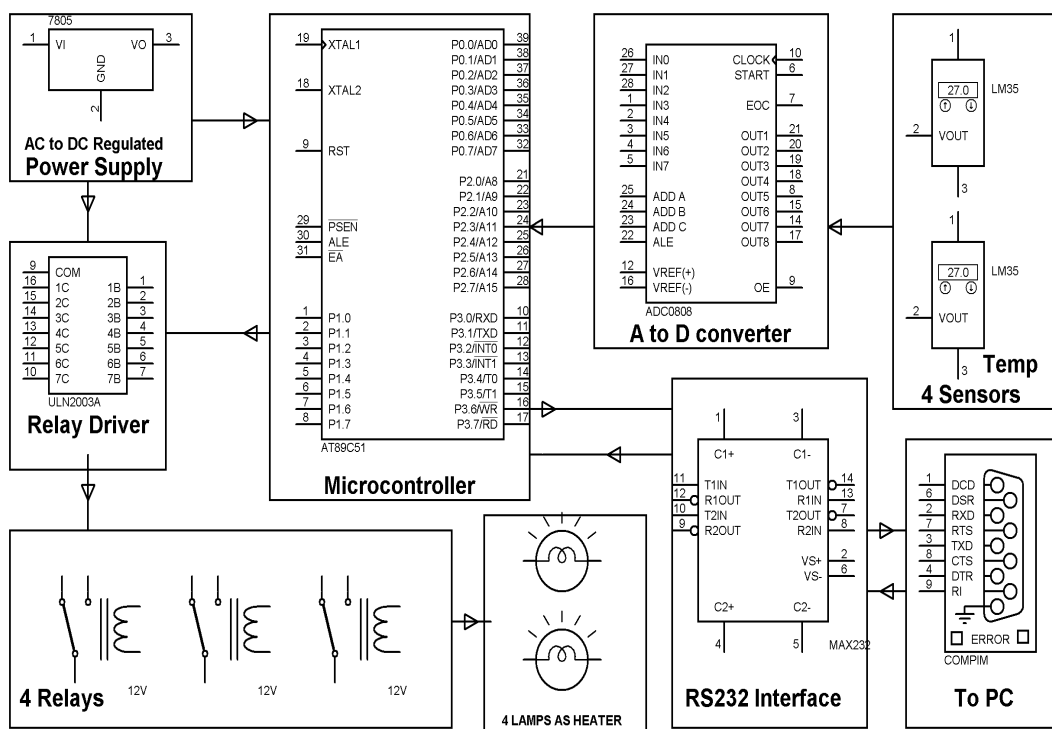 7805
1 VI VO 3
GND
2
AC to DC Regulated
Power Supply
9 COM
16 1C 1B 1
15 2C 2B 2
14 3C 3B 3
13 4C 4B 4
12 5C 5B 5
11 6C 6B 6
10 7C 7B 7
ULN2003A
Relay Driver
19 XTAL1 P0.0/AD0 39
P0.1/AD1 38
P0.2/AD2 37
18 XTAL2 P0.3/AD3 36
P0.4/AD4 35
P0.5/AD5 34
P0.6/AD6 33
9 RST P0.7/AD7 32
P2.0/A8 21
P2.1/A9 22
P2.2/A10 23
29 PSEN P2.3/A11 24
30 ALE P2.4/A12 25
31 EA P2.5/A13 26
P2.6/A14 27
P2.7/A15 28
1 P1.0 P3.0/RXD 10
2 P1.1 P3.1/TXD 11
3 P1.2 P3.2/INT0 12
4 P1.3 P3.3/INT1 13
5 P1.4 P3.4/T0 14
6 P1.5 P3.5/T1 15
7 P1.6 P3.6/WR 16
8 P1.7 P3.7/RD 17
AT89C51
Microcontroller
26 IN0 CLOCK 10
27 IN1 START 6
28 IN2
1 IN3 EOC 7
2 IN4
3 IN5 OUT1 21
4 IN6 OUT2 20
5 IN7 OUT3 19
OUT4 18
25 ADD A OUT5 8
24 ADD B OUT6 15
23 ADD C OUT7 14
22 ALE OUT8 17
12 VREF(+)
16 VREF(-) OE 9
ADC0808
A to D converter
1
27.0 LM35
2 VOUT
3
1
27.0 LM35
2 VOUT
3
Temp
4 Sensors
12V 12V 12V
4 Relays
4 LAMPS AS HEATER
1 3
C1+ C1-
11 T1IN T1OUT 14
12 R1OUT R1IN 13
10 T2IN T2OUT 7
9 R2OUT R2IN 8
VS+ 2
VS- 6
C2+ C2-
4 5 MAX232
RS232 Interface
1 DCD
6 DSR
2 RXD
7 RTS
3 TXD
8 CTS
4 DTR
9 RI
ERROR
COMPIM
To PC